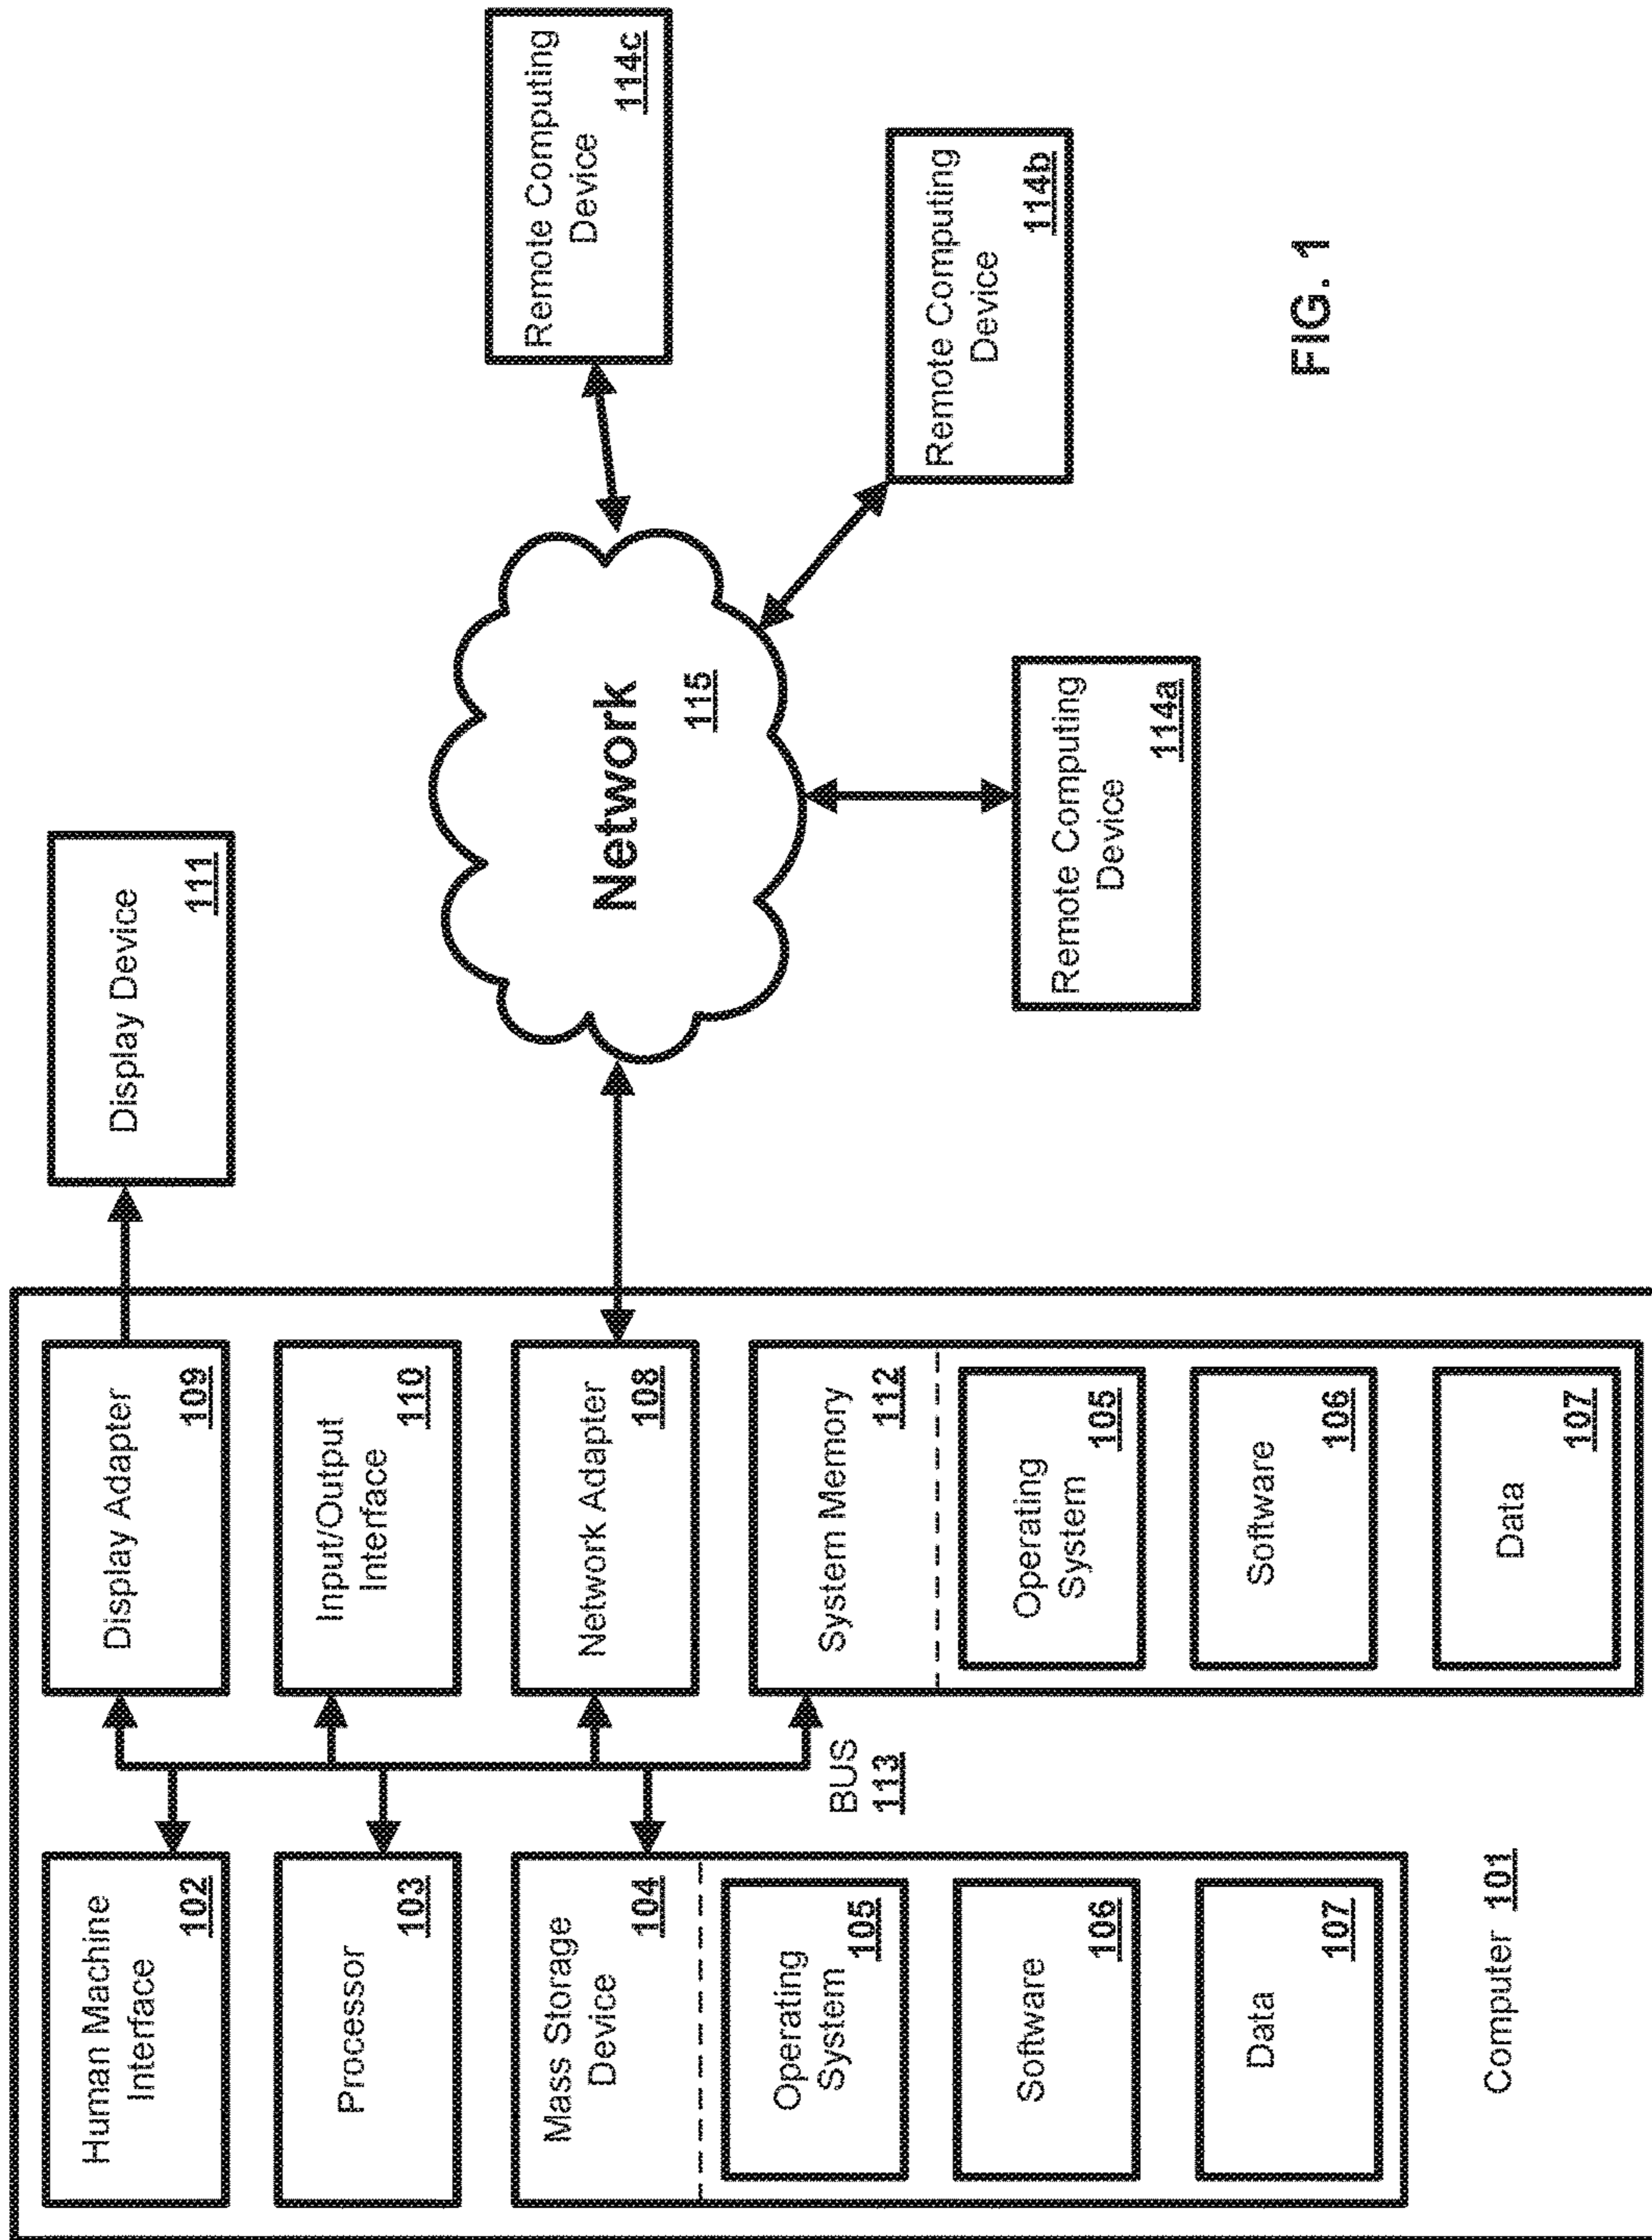 Human Machine
Interface
102
Processor
103
Mass Storage
Device
104
Operating
System
105
Software
106
Data
107
Computer 101
BUS
113
Display Adapter
109
Input/Output
Interface
110
Network Adapter
108
System Memory
112
Operating
System
105
Software
106
Data
107
Display Device
111
Network
115
Remote Computing
Device
114a
Remote Computing
Device
114b
Remote Computing
Device
114c
FIG. 1